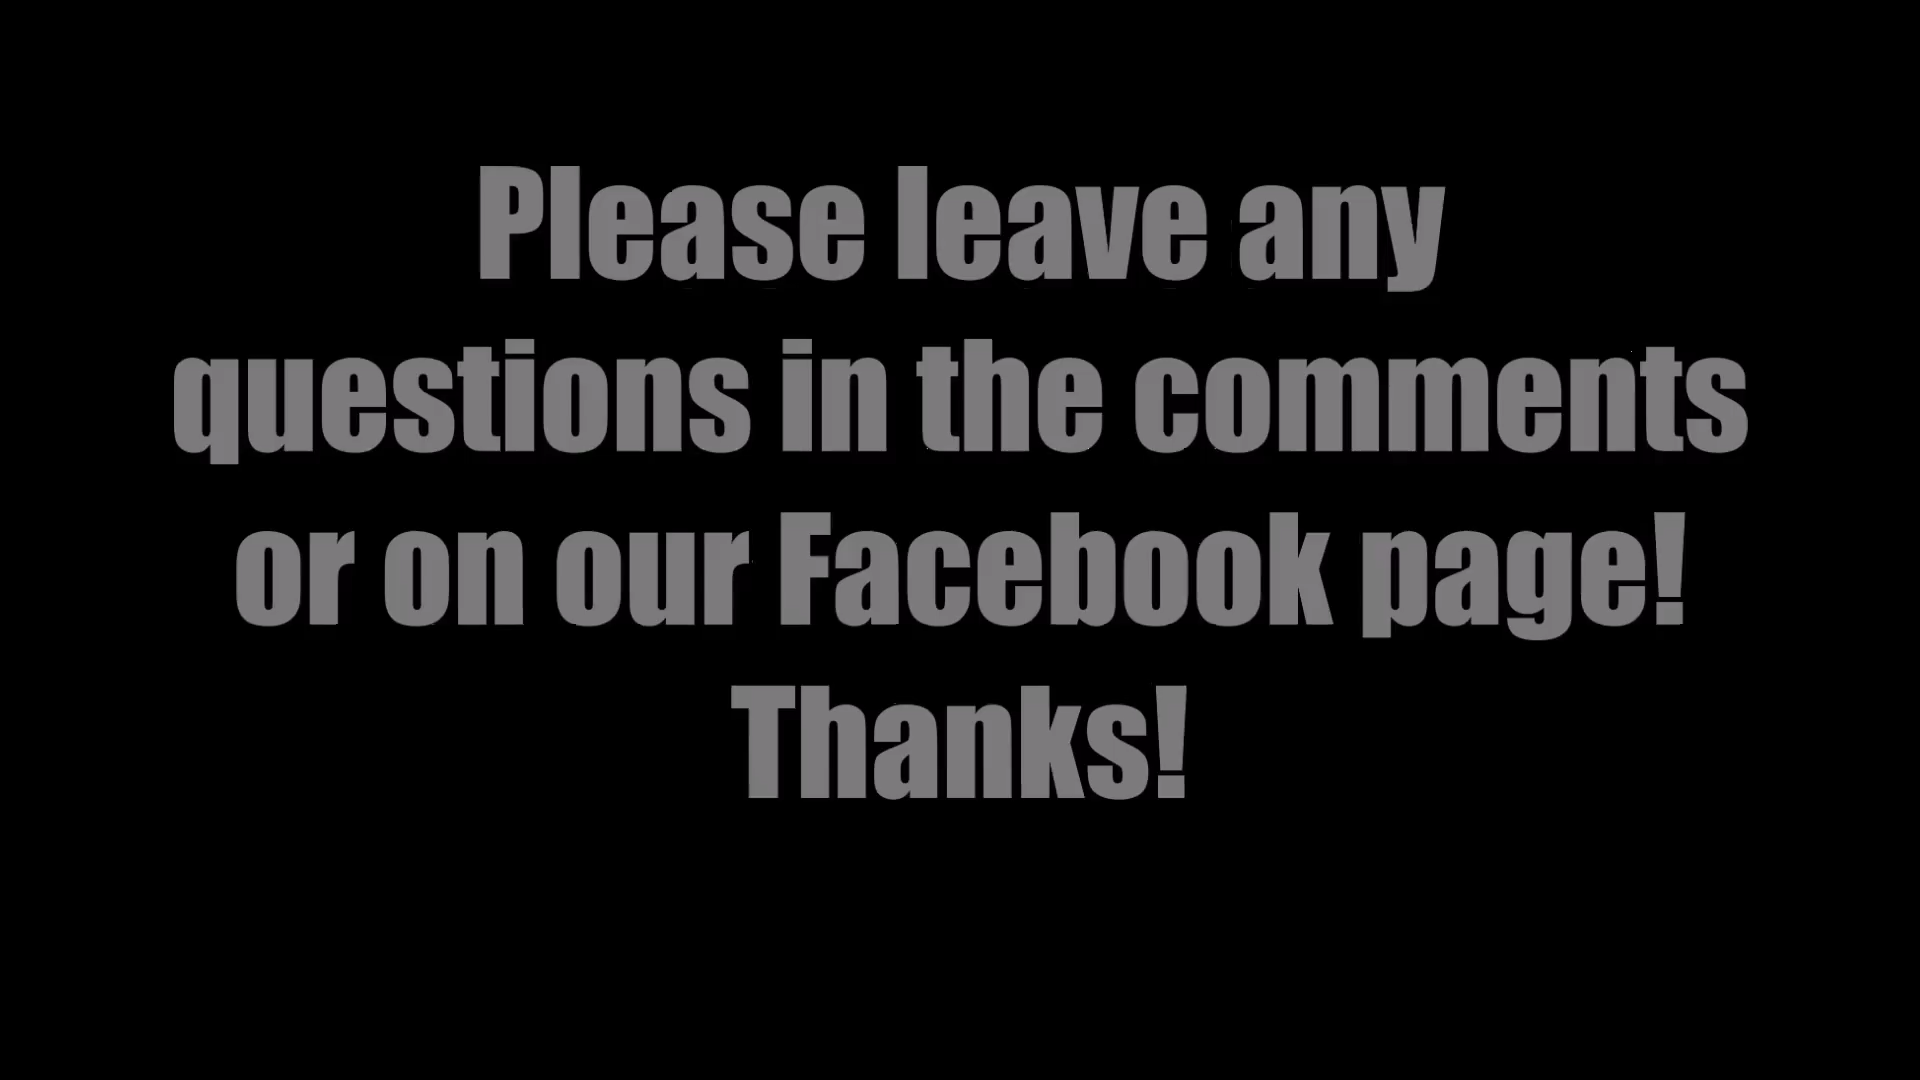 Please leave any
questions in the comments
or on our Facebook page!
Thanks!